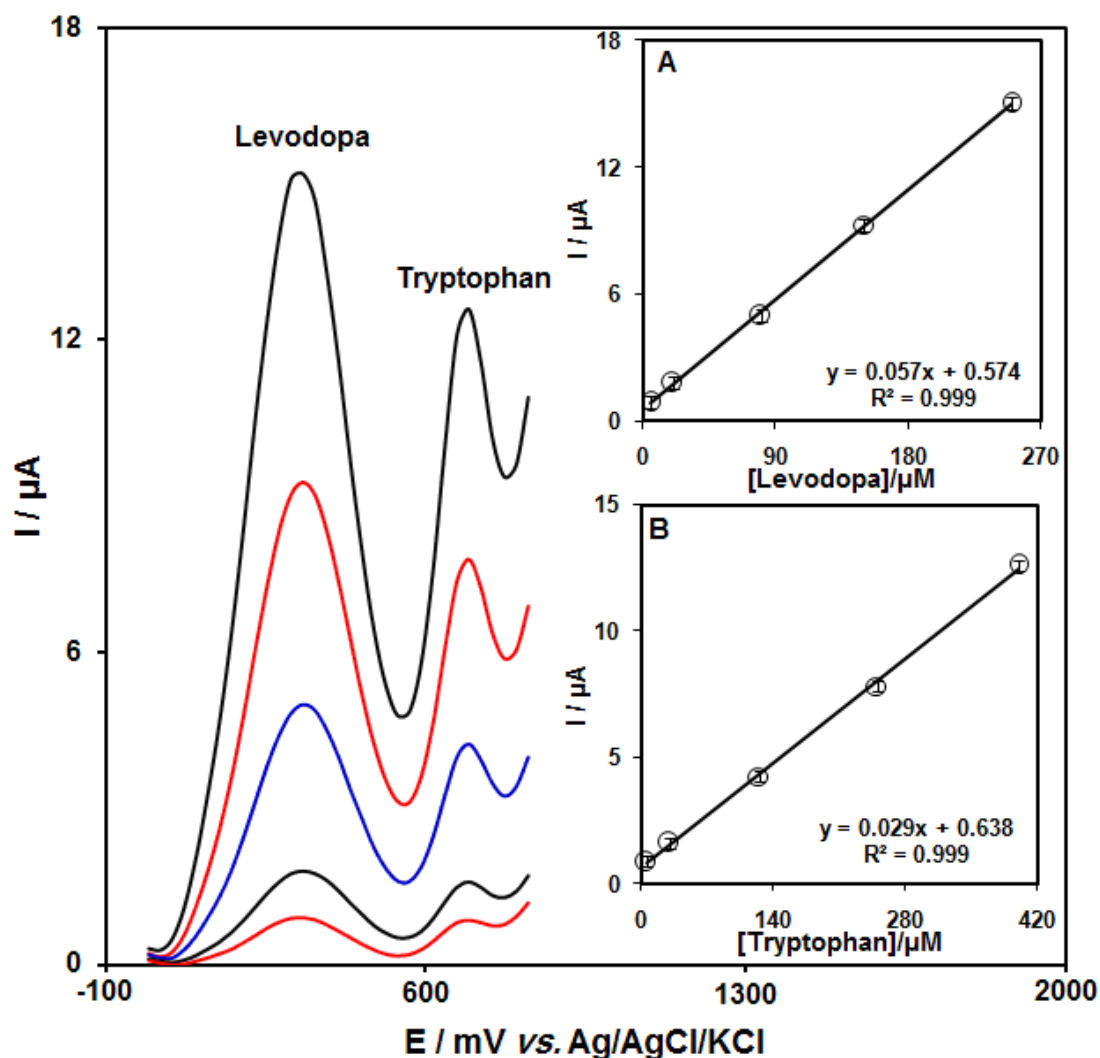 18
12
6
0
I / µA
-100
600
1300
2000
E / mV vs. Ag/AgCl/KCl
Levodopa
Tryptophan
A
18
12
6
0
I / µA
y = 0.057x + 0.574
R² = 0.999
0
90
180
270
[Levodopa]/µM
B
15
10
5
0
I / µA
y = 0.029x + 0.638
R² = 0.999
0
140
280
420
[Tryptophan]/µM